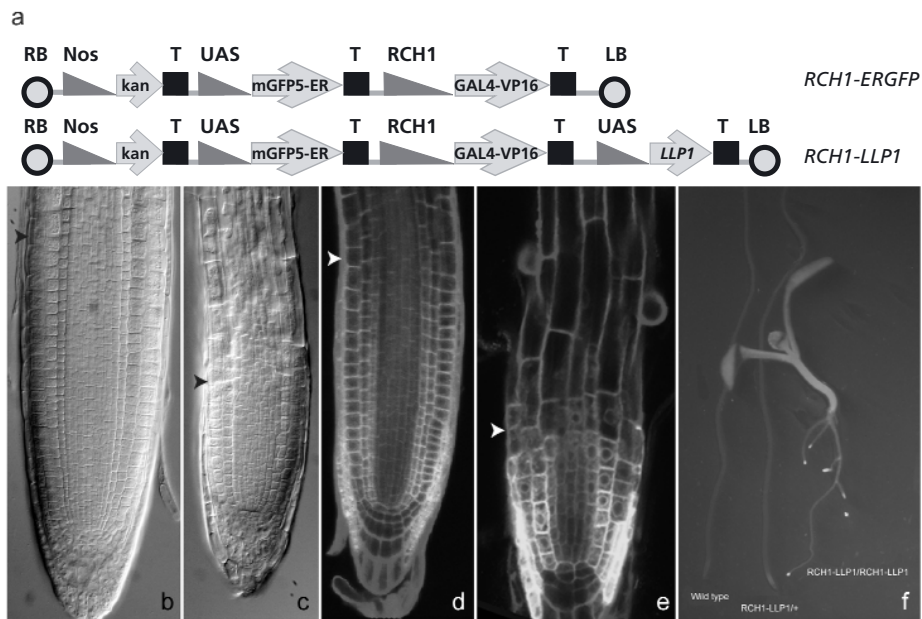 a
RB Nos T UAS T RCH1 T LB
kan mGFP5-ER GAL4-VP16
RCH1-ERGFP
RB Nos T UAS T RCH1 T UAS T LB
kan mGFP5-ER GAL4-VP16 LLP1
RCH1-LLP1
b
c
d
e
RCH1-LLP1/RCH1-LLP1
Wild type
RCH1-LLP1/+
f